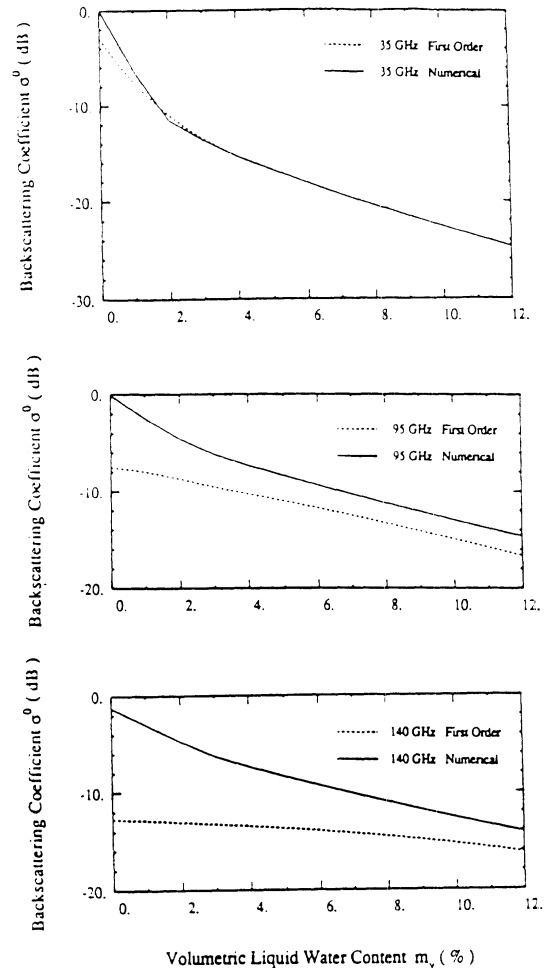 Backscattering Coefficient σ⁰ ( dB )
0.
-10.
-20.
-30.
35 GHz First Order
35 GHz Numerical
0. 2. 4. 6. 8. 10. 12.
Backscattering Coefficient σ⁰ ( dB )
0.
-10.
-20.
95 GHz First Order
95 GHz Numerical
0. 2. 4. 6. 8. 10. 12.
Backscattering Coefficient σ⁰ ( dB )
0.
-10.
-20.
140 GHz First Order
140 GHz Numerical
0. 2. 4. 6. 8. 10. 12.
Volumetric Liquid Water Content mᵥ ( % )